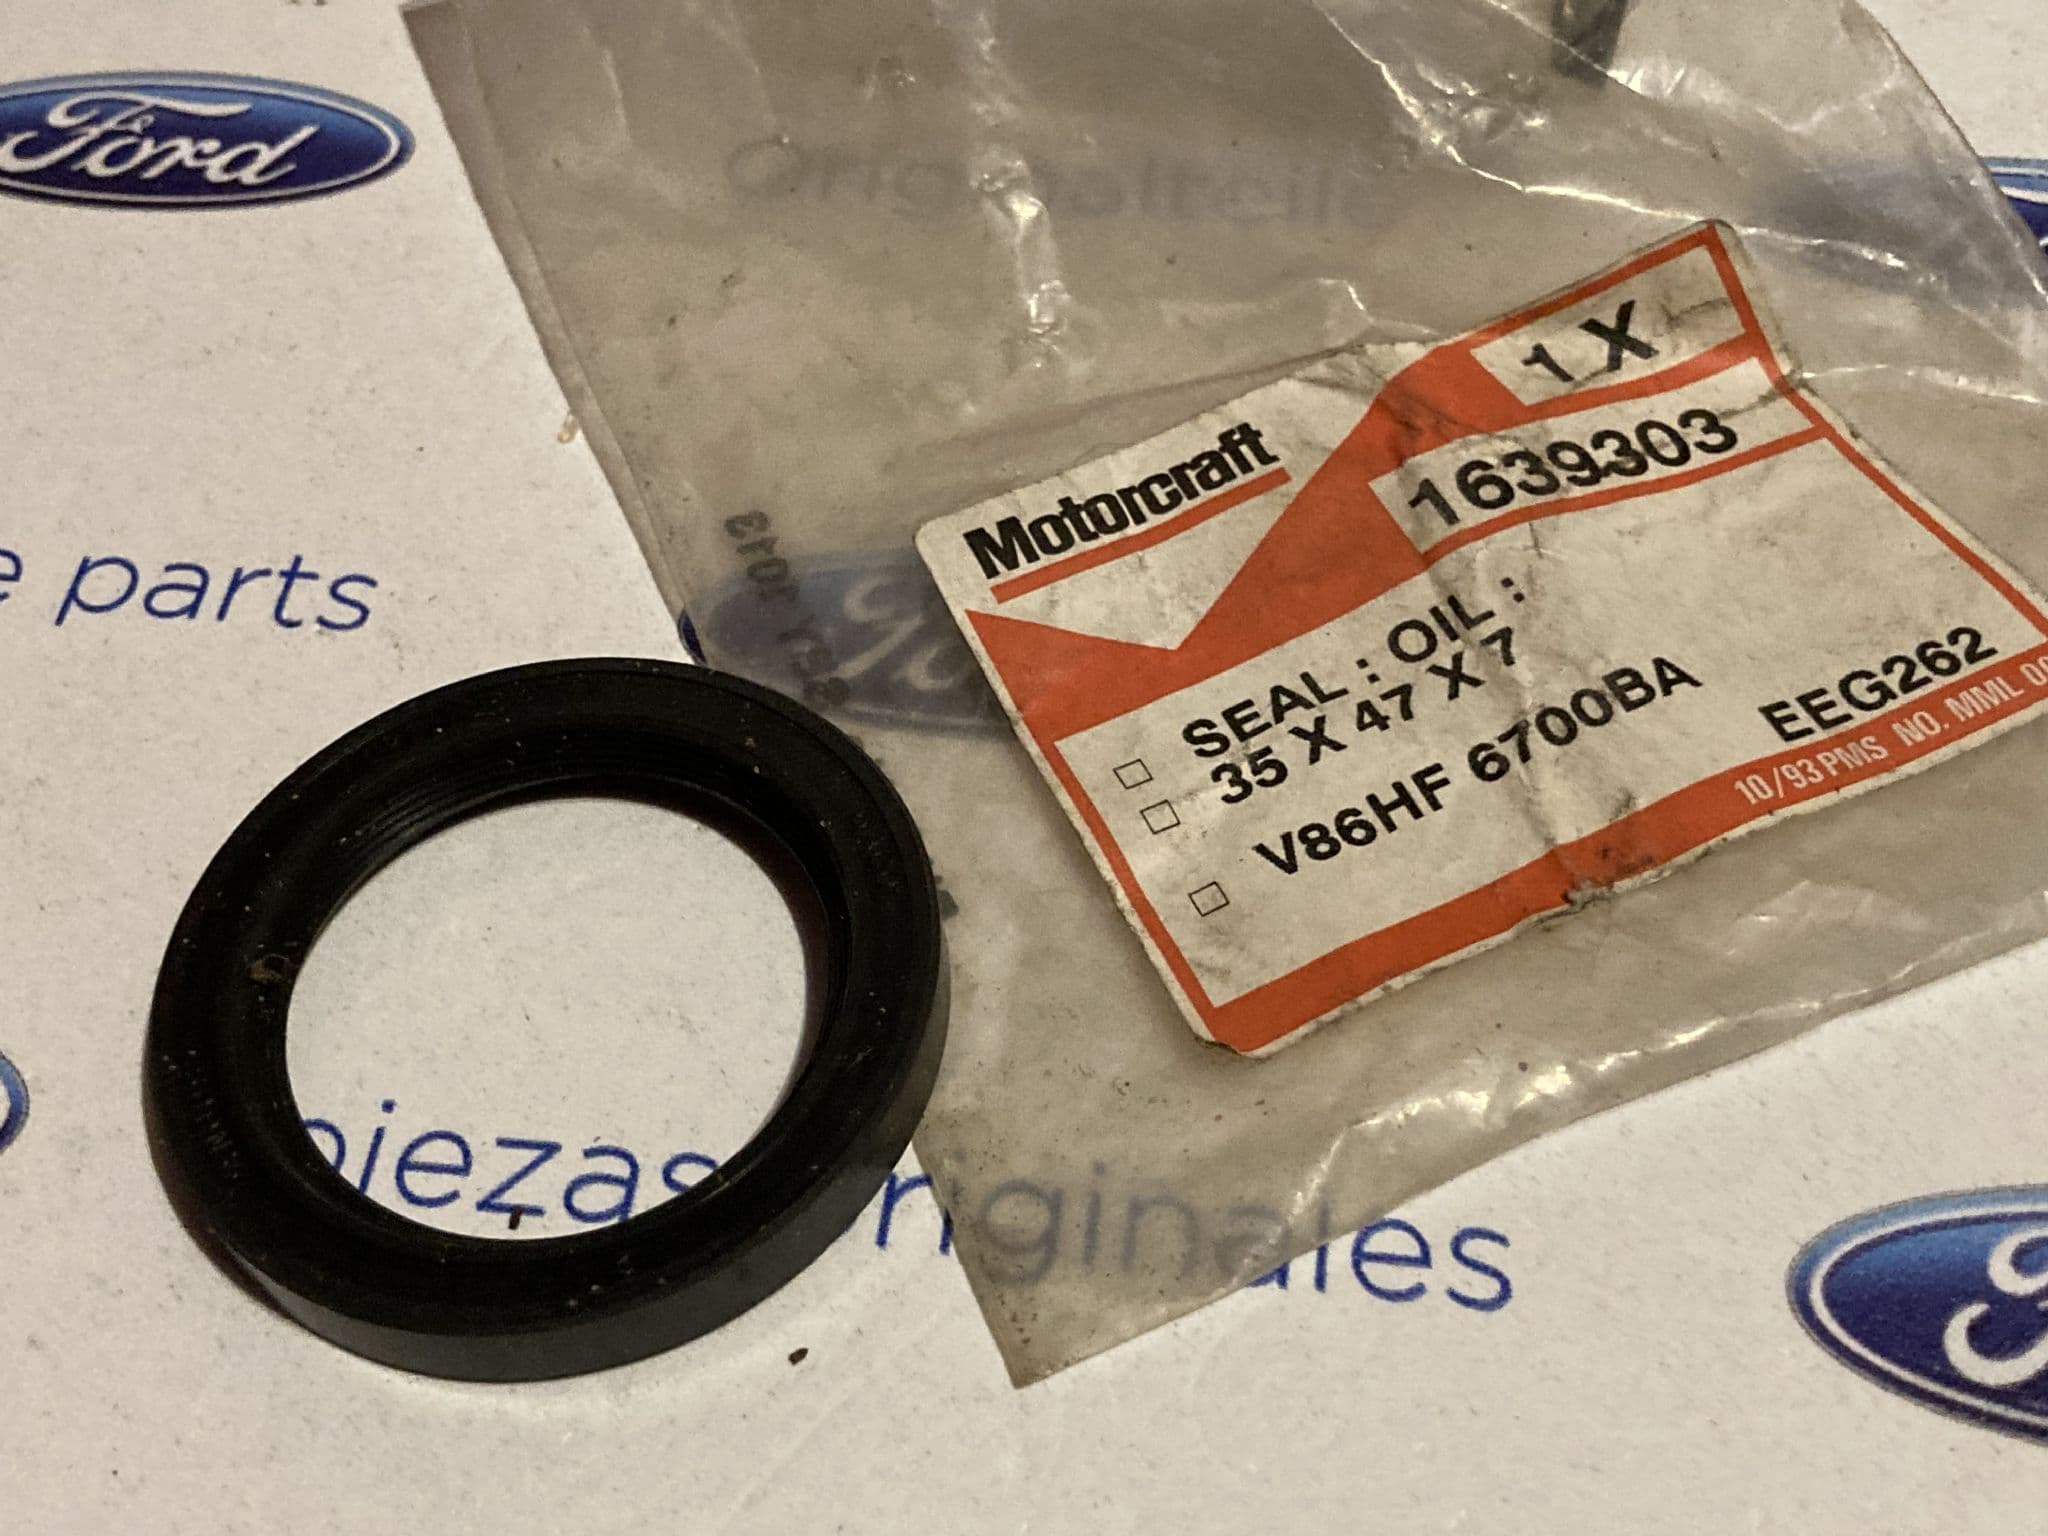 Ford
Originalteile
e parts
Motorcraft
1 X
1639303
SEAL : OIL :
35 X 47 X 7
V86HF 6700BA
EEG262
10/93 PMS NO. MML
piezas originales